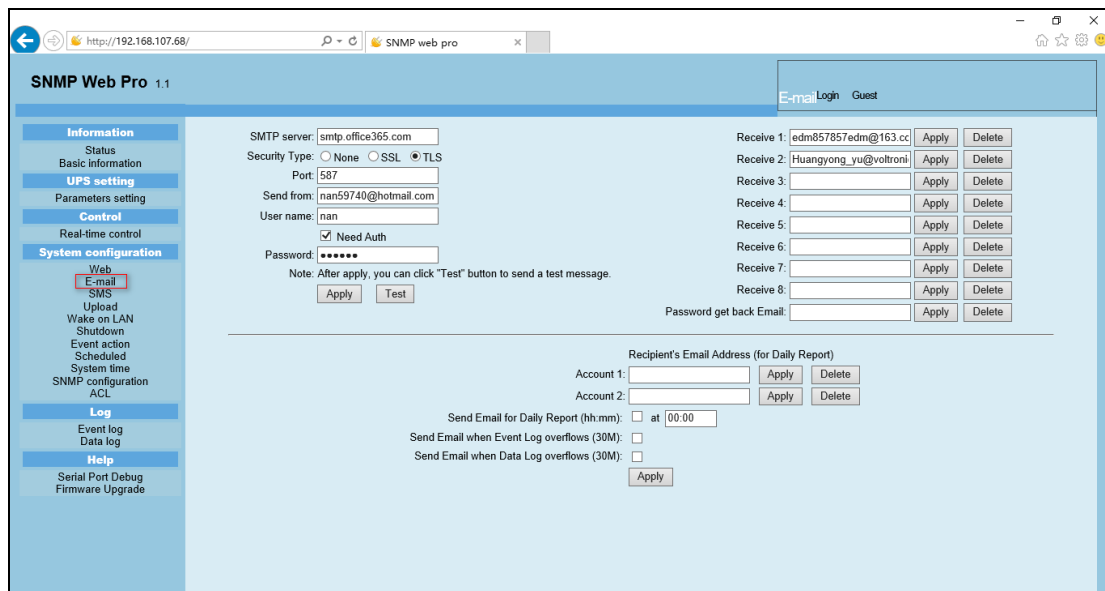 http://192.168.107.68/
SNMP web pro
SNMP Web Pro 1.1
E-mail Login Guest
Information
Status
Basic information
UPS setting
Parameters setting
Control
Real-time control
System configuration
Web
E-mail
SMS
Upload
Wake on LAN
Shutdown
Event action
Scheduled
System time
SNMP configuration
ACL
Log
Event log
Data log
Help
Serial Port Debug
Firmware Upgrade
SMTP server: smtp.office365.com
Security Type: None SSL TLS
Port: 587
Send from: nan59740@hotmail.com
User name: nan
Need Auth
Password: ●●●●●●
Note: After apply, you can click "Test" button to send a test message.
Apply Test
Receive 1: edm857857edm@163.cc Apply Delete
Receive 2: Huangyong_yu@voltroni Apply Delete
Receive 3: Apply Delete
Receive 4: Apply Delete
Receive 5: Apply Delete
Receive 6: Apply Delete
Receive 7: Apply Delete
Receive 8: Apply Delete
Password get back Email: Apply Delete
Recipient's Email Address (for Daily Report)
Account 1: Apply Delete
Account 2: Apply Delete
Send Email for Daily Report (hh:mm): at 00:00
Send Email when Event Log overflows (30M):
Send Email when Data Log overflows (30M):
Apply